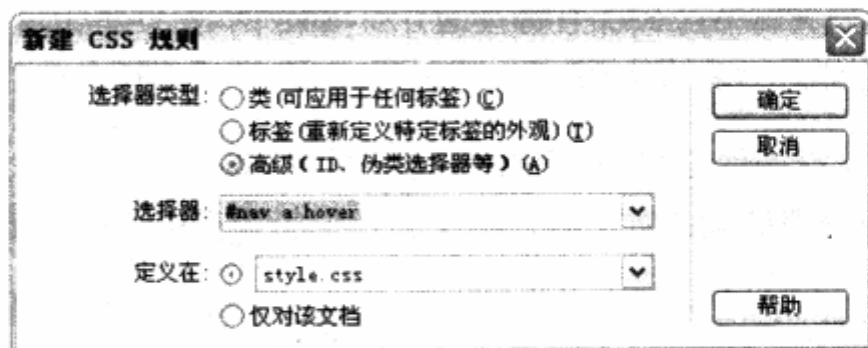 新建 CSS 规则
选择器类型: 类(可应用于任何标签)(C)
标签(重新定义特定标签的外观)(T)
高级(ID、伪类选择器等)(A)
选择器: #nav a:hover
定义在: style.css
仅对该文档
确定
取消
帮助